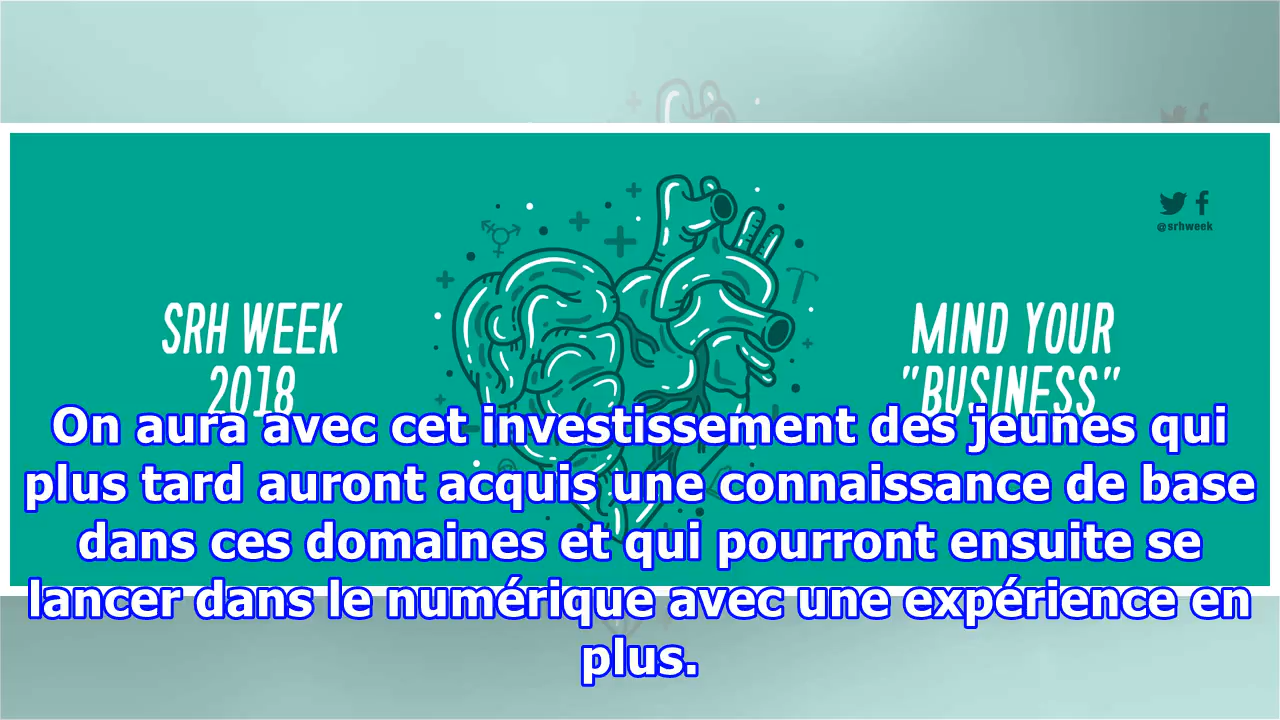 @srhweek
SRH WEEK
2018
MIND YOUR
"BUSINESS"
On aura avec cet investissement des jeunes qui
plus tard auront acquis une connaissance de base
dans ces domaines et qui pourront ensuite se
lancer dans le numérique avec une expérience en
plus.